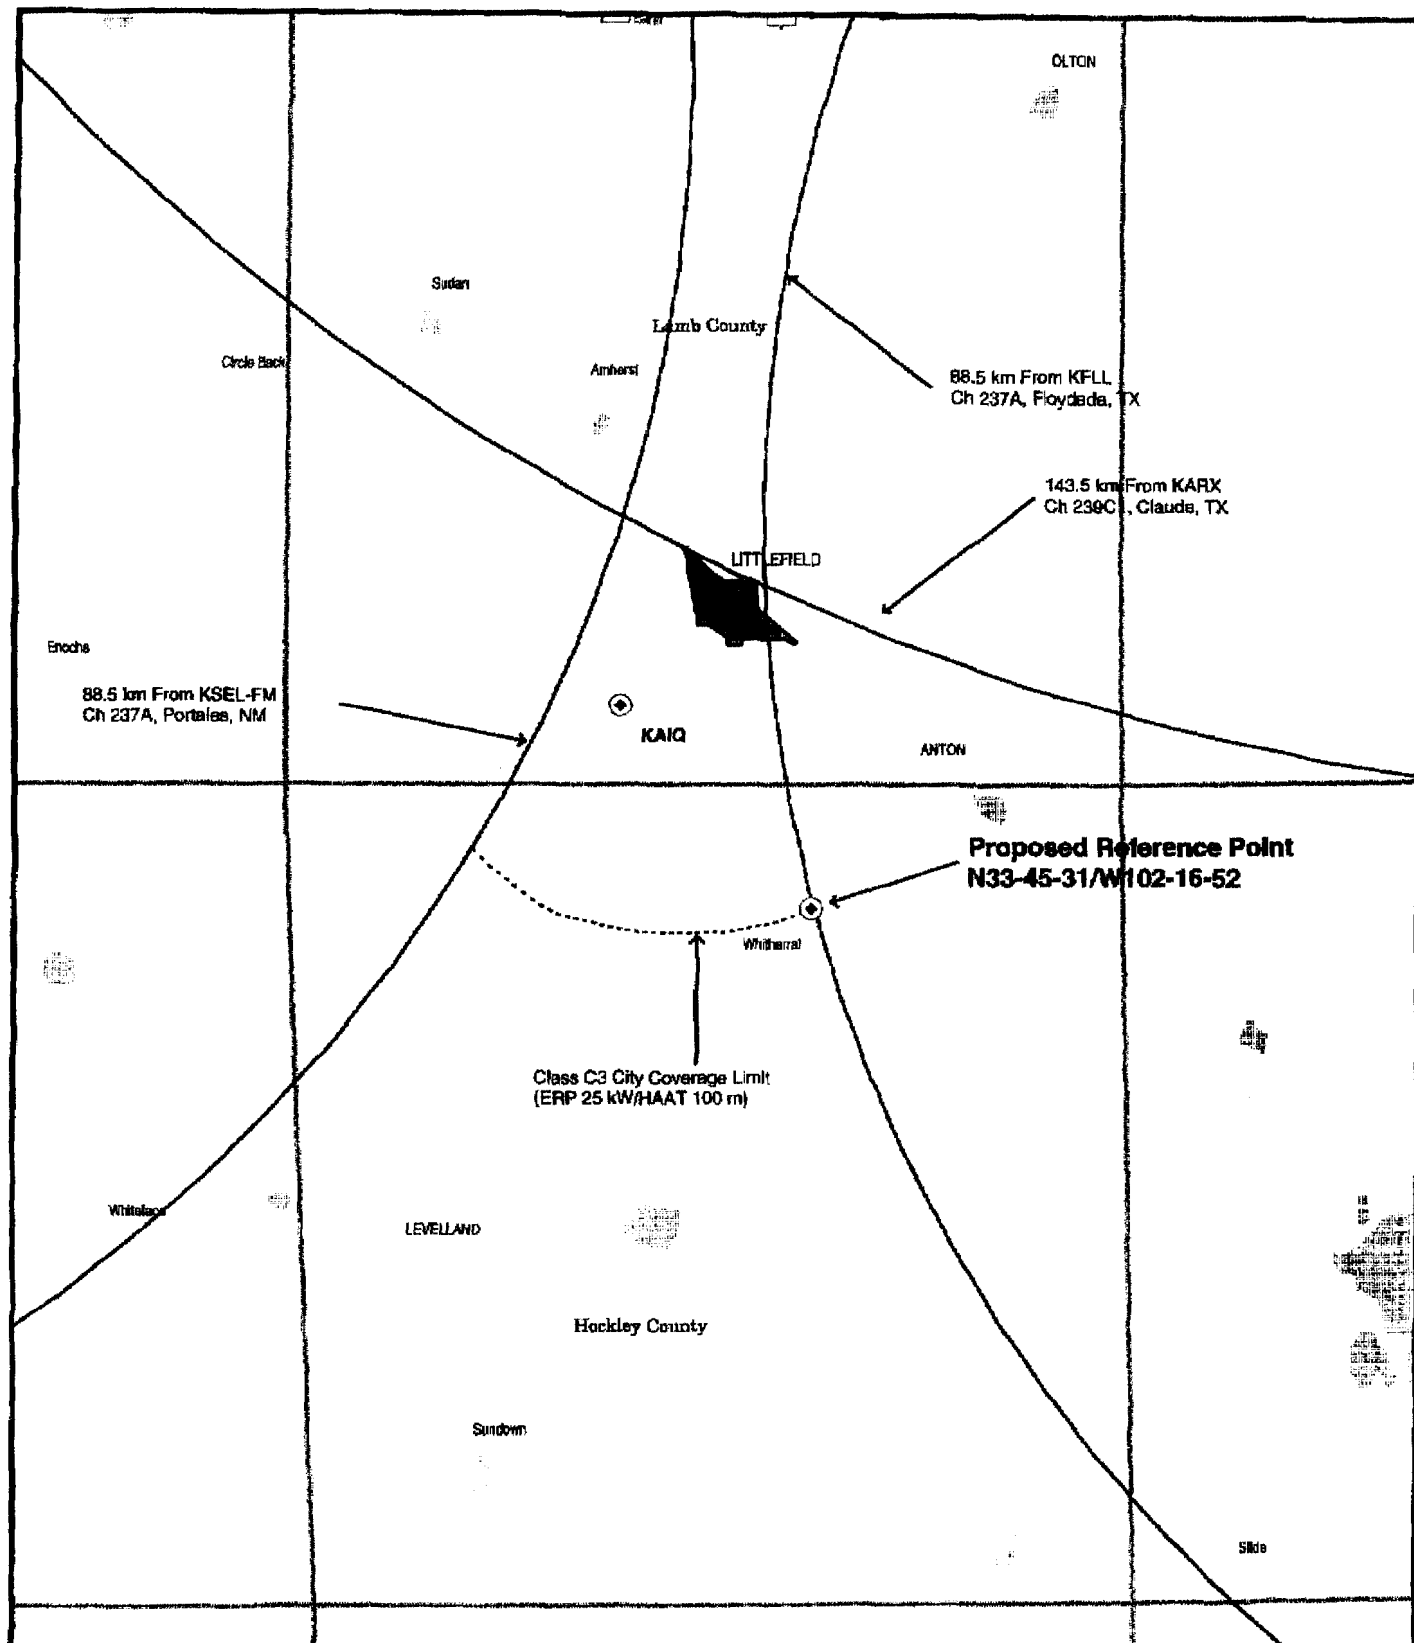 OLTON
Sudan
Lamb County
Circle Back
Amherst
88.5 km From KFLL
Ch 237A, Floydada, TX
143.5 km From KARX
Ch 239C1, Claude, TX
LITTLEFIELD
Enochs
88.5 km From KSEL-FM
Ch 237A, Portales, NM
KAIQ
ANTON
Proposed Reference Point
N33-45-31/W102-16-52
Whitharral
Class C3 City Coverage Limit
(ERP 25 kW/HAAT 100 m)
Whiteface
LEVELLAND
Hockley County
Sundown
Slide